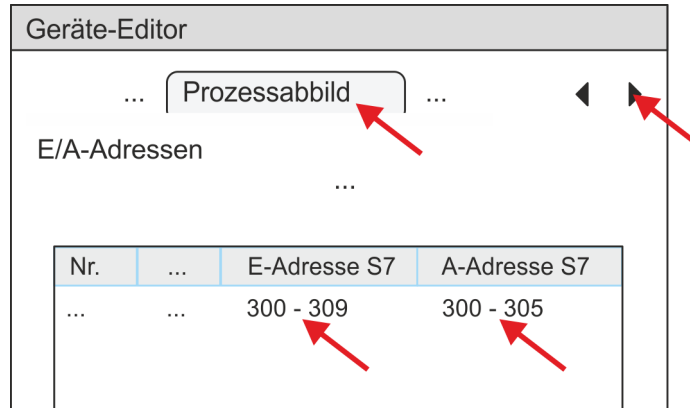 Geräte-Editor
... Prozessabbild ...
E/A-Adressen
...
Nr. ... E-Adresse S7 A-Adresse S7
... ... 300 - 309 300 - 305